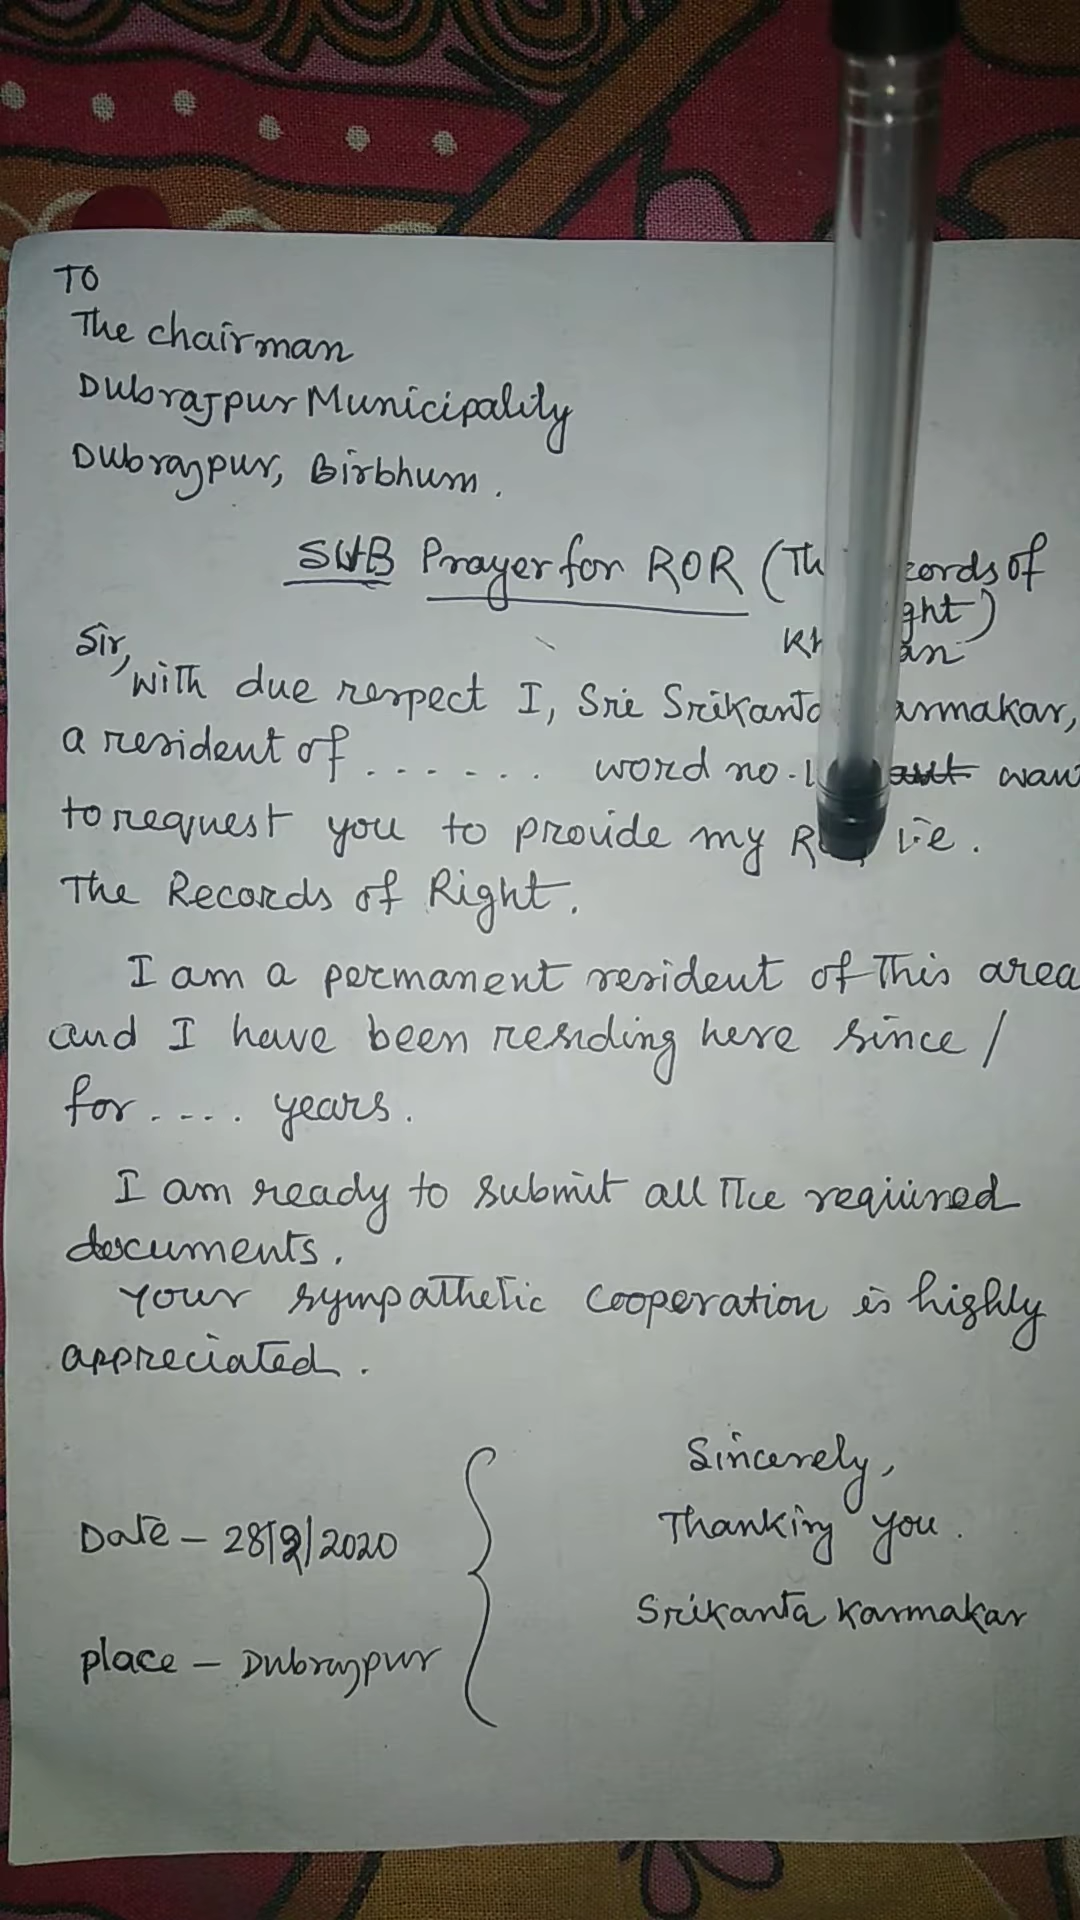 TO
The chairman
Dubrajpur Municipality
Dubrajpur, Birbhum.
SUB Prayer for ROR (Th cords of
ght)
Kh an
Sir,
With due respect I, Sri Srikanta armakar,
a resident of ....... word no. wan
to request you to provide my R i.e.
The Records of Right.
I am a permanent resident of This area
and I have been residing here since /
for .... years.
I am ready to submit all The required
documents.
Your sympathetic cooperation is highly
appreciated.
Sincerely,
Thanking you.
Srikanta Karmakar
Date - 28/2/2020
place - Dubrajpur